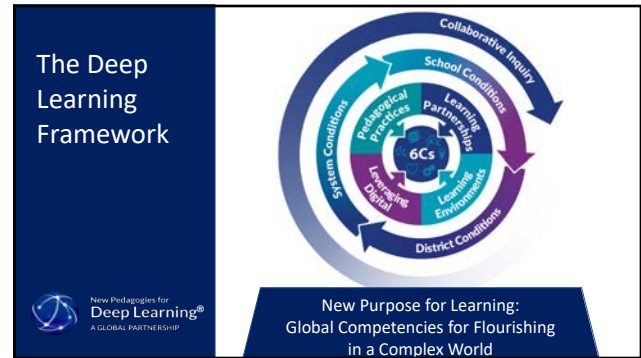 The Deep
Learning
Framework
Collaborative Inquiry
School Conditions
System Conditions
District Conditions
Pedagogical
Practices
Learning
Partnerships
6Cs
Leveraging
Digital
Learning
Environments
New Pedagogies for
Deep Learning®
A GLOBAL PARTNERSHIP
New Purpose for Learning:
Global Competencies for Flourishing
in a Complex World